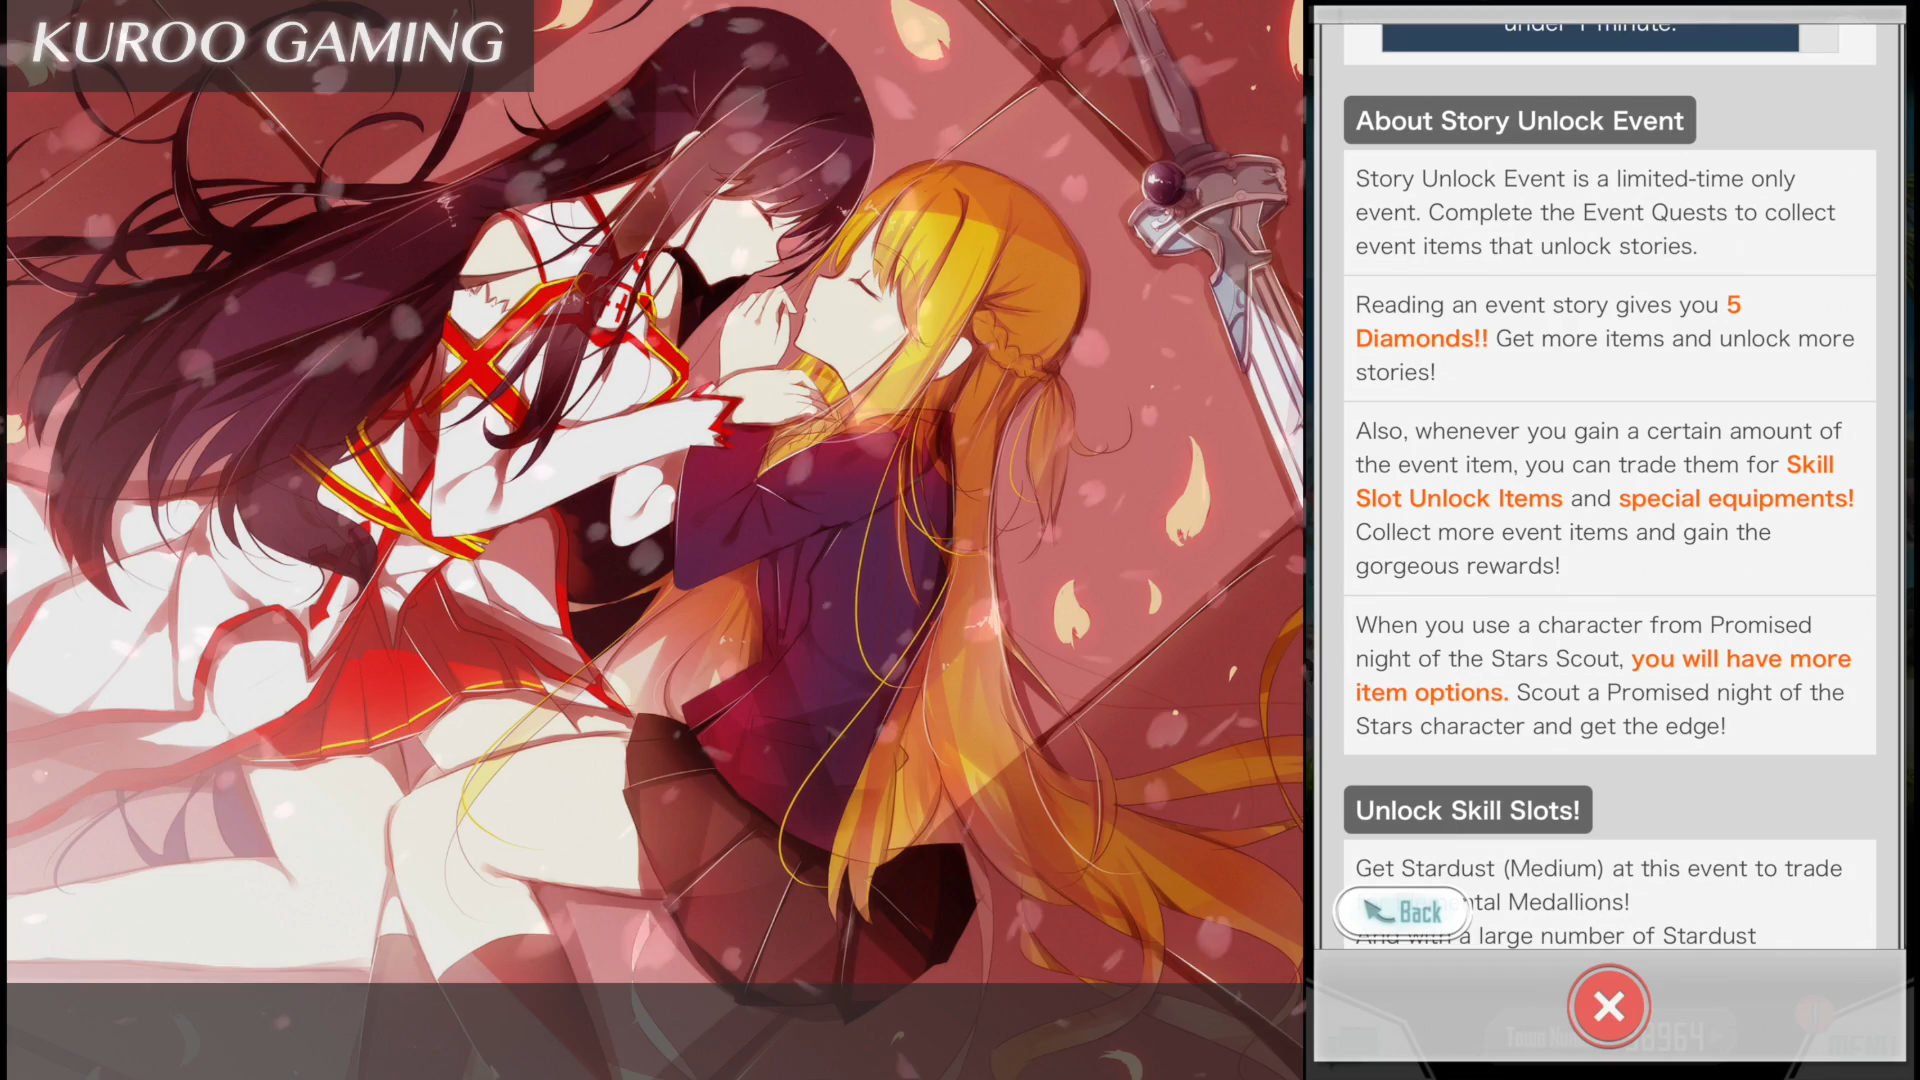 KUROO GAMING
under 1 minute.
About Story Unlock Event
Story Unlock Event is a limited-time only
event. Complete the Event Quests to collect
event items that unlock stories.
Reading an event story gives you 5
Diamonds!! Get more items and unlock more
stories!
Also, whenever you gain a certain amount of
the event item, you can trade them for Skill
Slot Unlock Items and special equipments!
Collect more event items and gain the
gorgeous rewards!
When you use a character from Promised
night of the Stars Scout, you will have more
item options. Scout a Promised night of the
Stars character and get the edge!
Unlock Skill Slots!
Get Stardust (Medium) at this event to trade
Medallions!
Back
And with a large number of Stardust